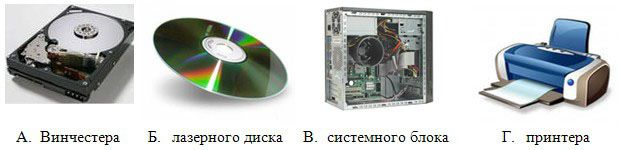 А. Винчестера Б. лазерного диска В. системного блока Г. принтера